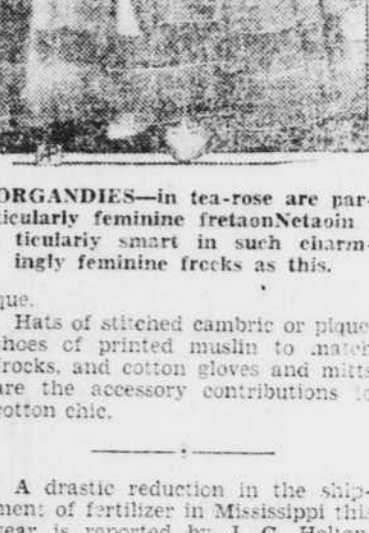 ORGANDIES—in tea-rose are par-
ticularly feminine fretaonNetaoin
ticulariy smart in such charm-
ingly feminine frocks as this.
que.
Hats of stitched cambric or pique
hoes of printed muslin to match
frocks, and cotton gloves and mitts
are the accessory contributions to
cotton chic.
A drastic reduction in the ship-
ment of fertilizer in Mississippi this
year is reported by J. C. Holton